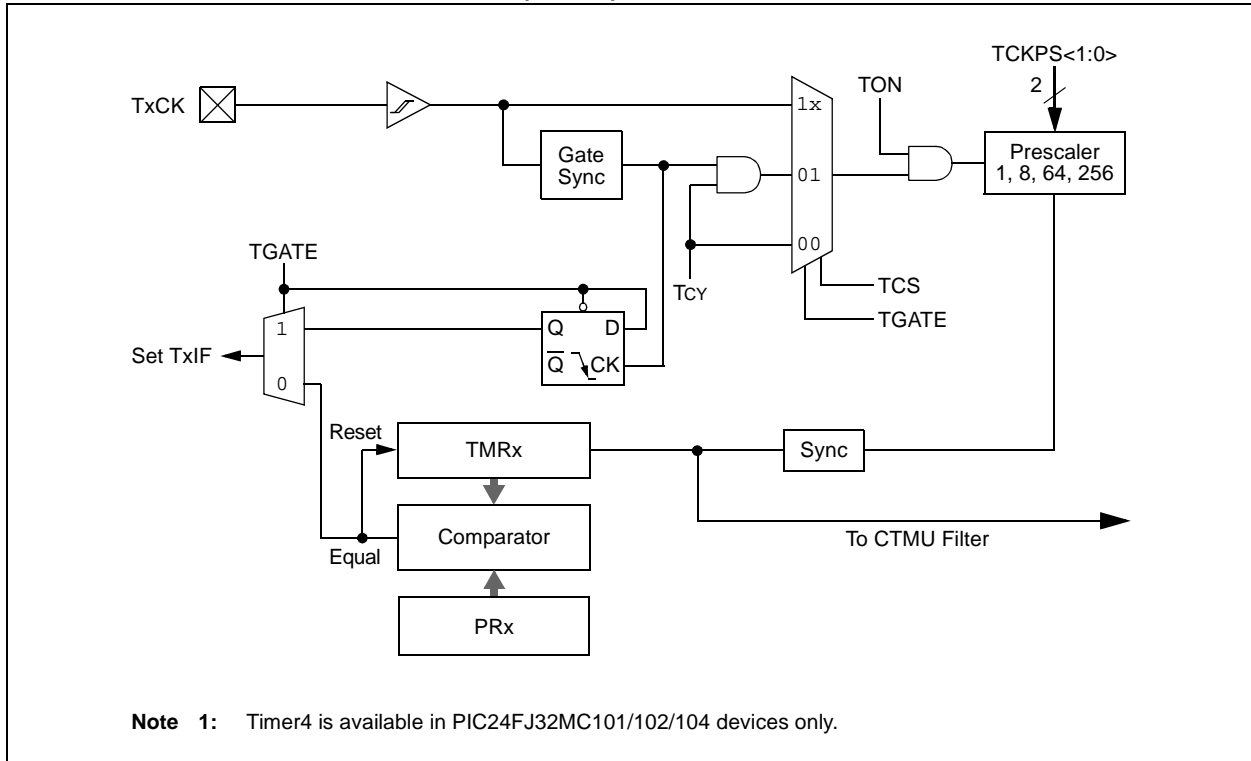 TCKPS<1:0>
2
TxCK
1x
TON
Gate
Sync
Prescaler
1, 8, 64, 256
01
00
TGATE
TCY
TCS
TGATE
1
Q D
Set TxIF
Q CK
0
Reset
TMRx
Sync
Comparator
Equal
To CTMU Filter
PRx
Note 1: Timer4 is available in PIC24FJ32MC101/102/104 devices only.